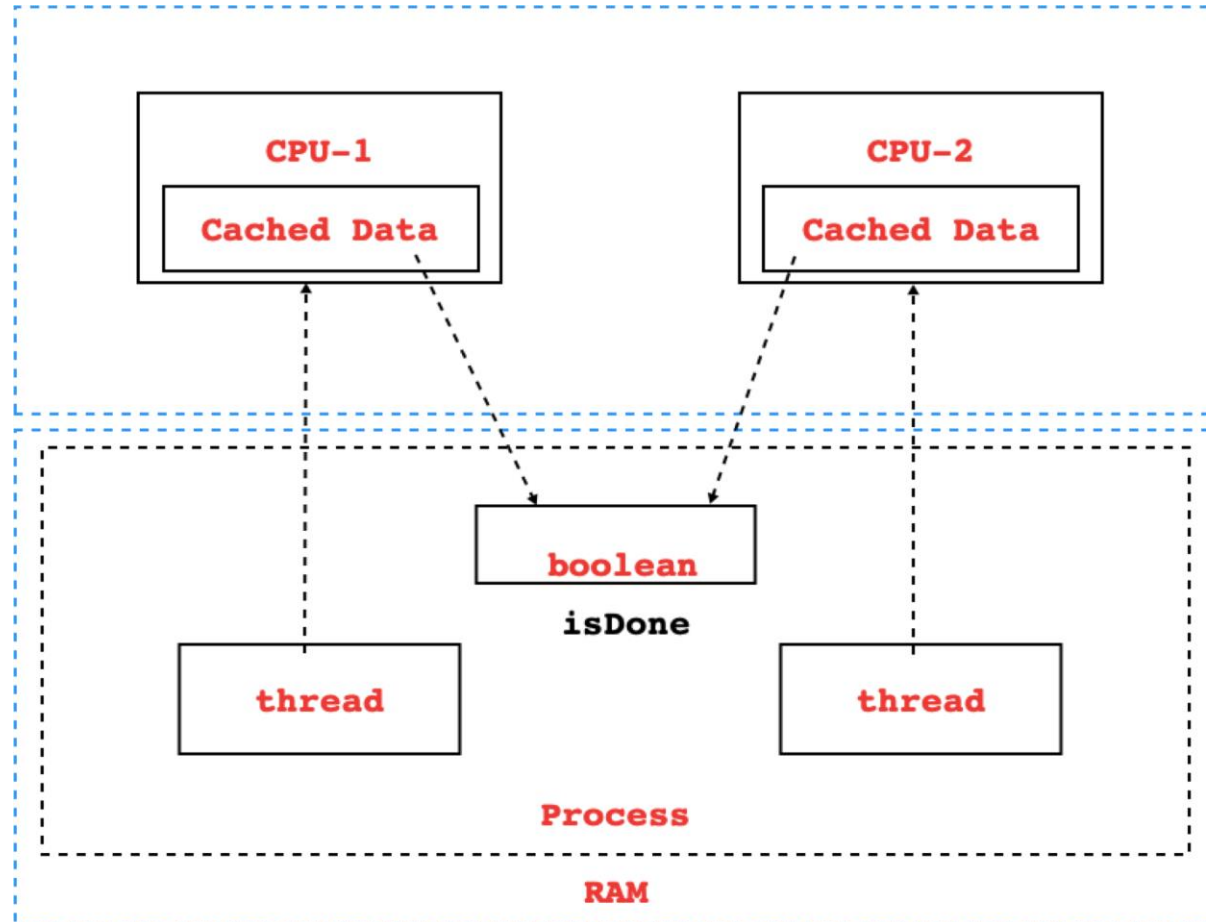 CPU-1
Cached Data
CPU-2
Cached Data
boolean
isDone
thread
thread
Process
RAM